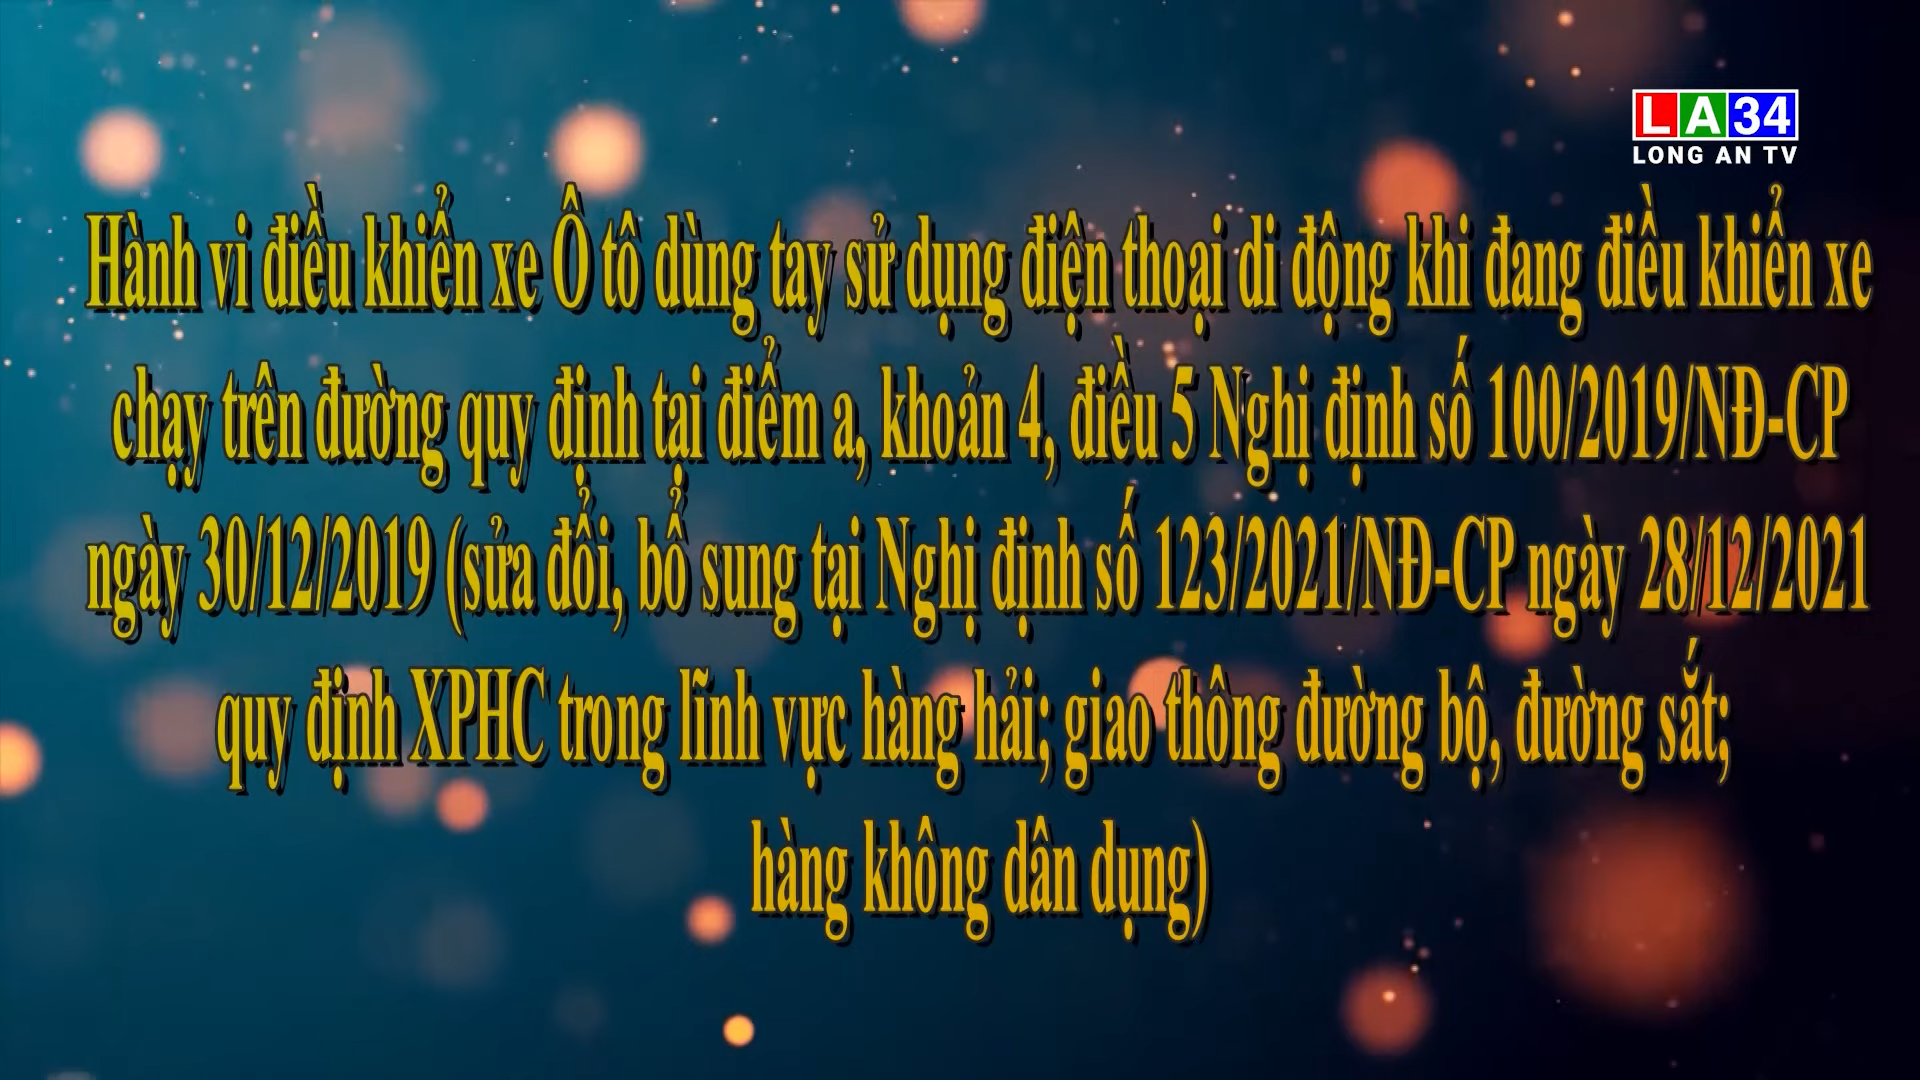 LA34
LONG AN TV
Hành vi điều khiển xe Ô tô dùng tay sử dụng điện thoại di động khi đang điều khiển xe
chạy trên đường quy định tại điểm a, khoản 4, điều 5 Nghị định số 100/2019/NĐ-CP
ngày 30/12/2019 (sửa đổi, bổ sung tại Nghị định số 123/2021/NĐ-CP ngày 28//12/2021
quy định XPHC trong lĩnh vực hàng hải; giao thông đường bộ, đường sắt;
hàng không dân dụng)